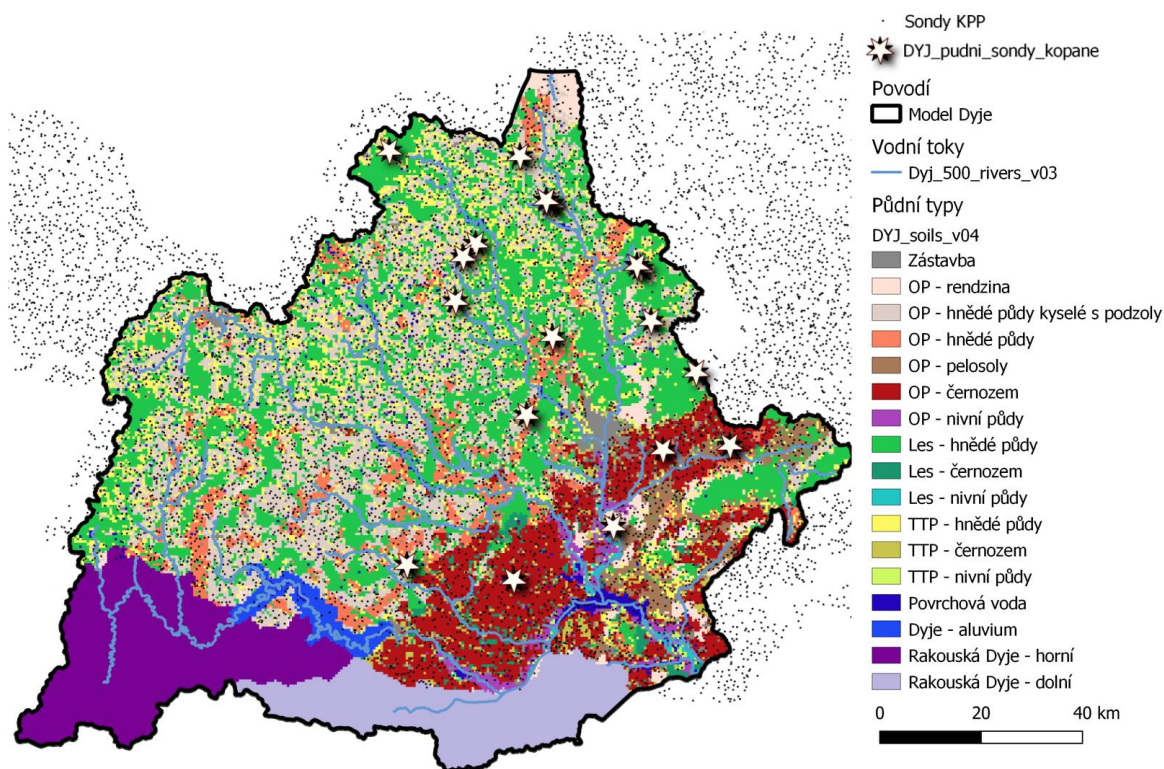 Sondy KPP
DYJ_pudni_sondy_kopane
Povodí
Model Dyje
Vodní toky
Dyj_500_rivers_v03
Půdní typy
DYJ_soils_v04
Zástavba
OP - rendzina
OP - hnědé půdy kyselé s podzoly
OP - hnědé půdy
OP - pelosoly
OP - černozem
OP - nivní půdy
Les - hnědé půdy
Les - černozem
Les - nivní půdy
TTP - hnědé půdy
TTP - černozem
TTP - nivní půdy
Povrchová voda
Dyje - aluvium
Rakouská Dyje - horní
Rakouská Dyje - dolní
0 20 40 km